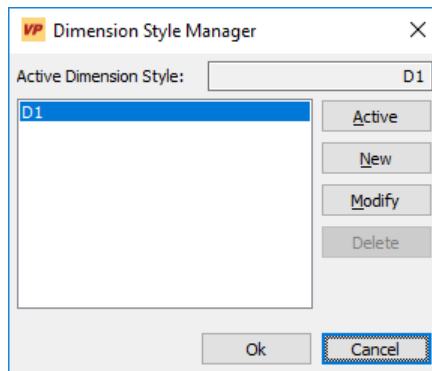 VP Dimension Style Manager
Active Dimension Style: D1
D1
Active
New
Modify
Delete
Ok Cancel